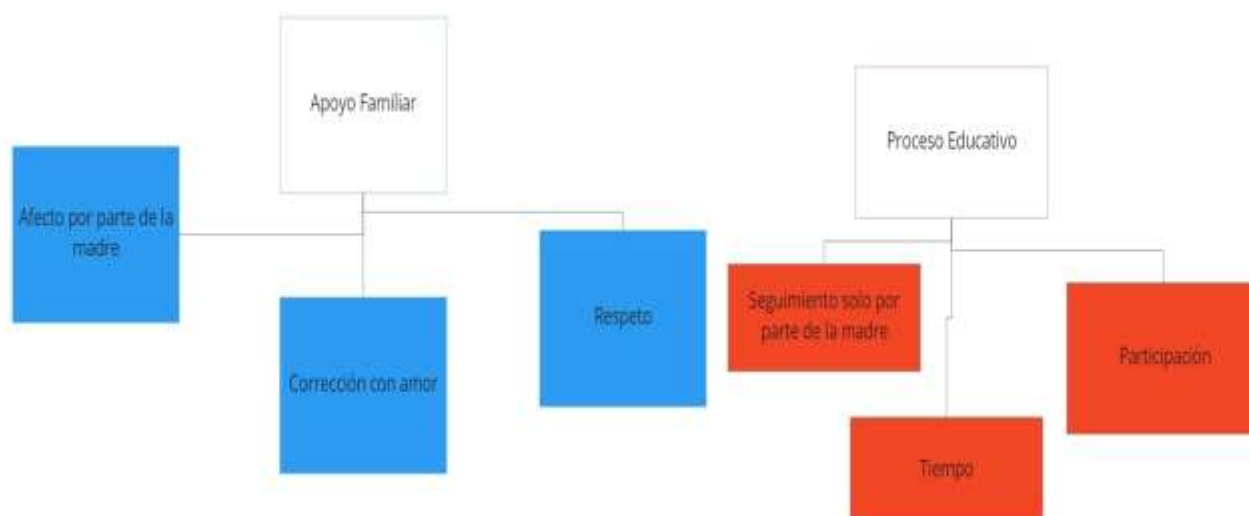 Apoyo Familiar
Afecto por parte de la
madre
Corrección con amor
Respeto
Proceso Educativo
Seguimiento solo por
parte de la madre
Tiempo
Participación